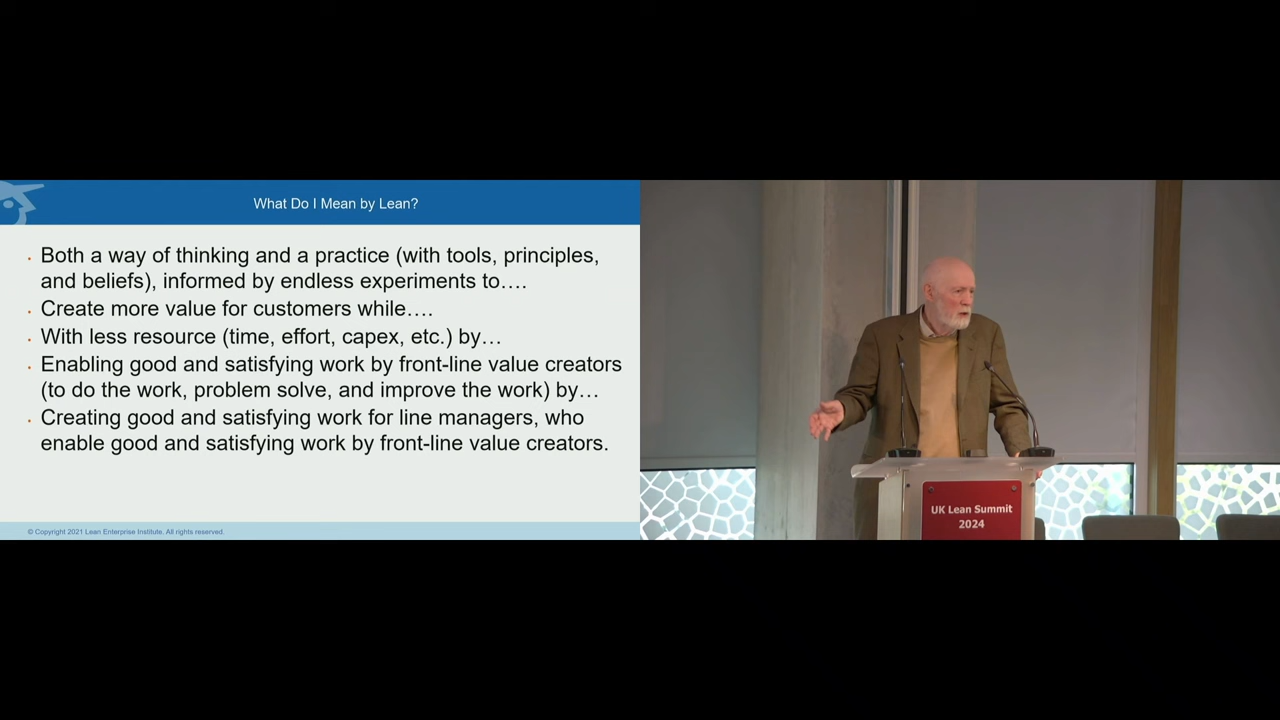 What Do I Mean by Lean?
Both a way of thinking and a practice (with tools, principles,
and beliefs), informed by endless experiments to….
Create more value for customers while….
With less resource (time, effort, capex, etc.) by…
Enabling good and satisfying work by front-line value creators
(to do the work, problem solve, and improve the work) by…
Creating good and satisfying work for line managers, who
enable good and satisfying work by front-line value creators.
© Copyright 2021 Lean Enterprise Institute. All rights reserved.
UK Lean Summit
2024